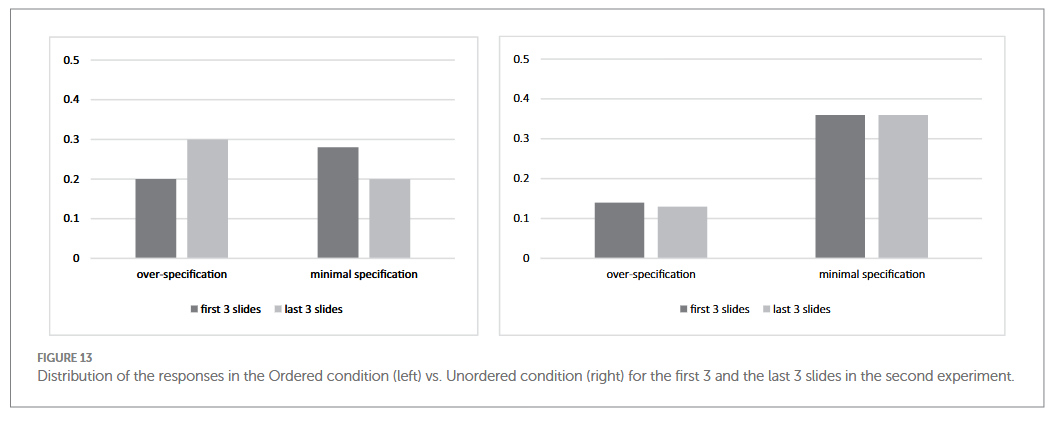 0.5
0.4
0.3
0.2
0.1
0
over-specification minimal specification
first 3 slides last 3 slides
0.5
0.4
0.3
0.2
0.1
0
over-specification minimal specification
first 3 slides last 3 slides
FIGURE 13
Distribution of the responses in the Ordered condition (left) vs. Unordered condition (right) for the first 3 and the last 3 slides in the second experiment.